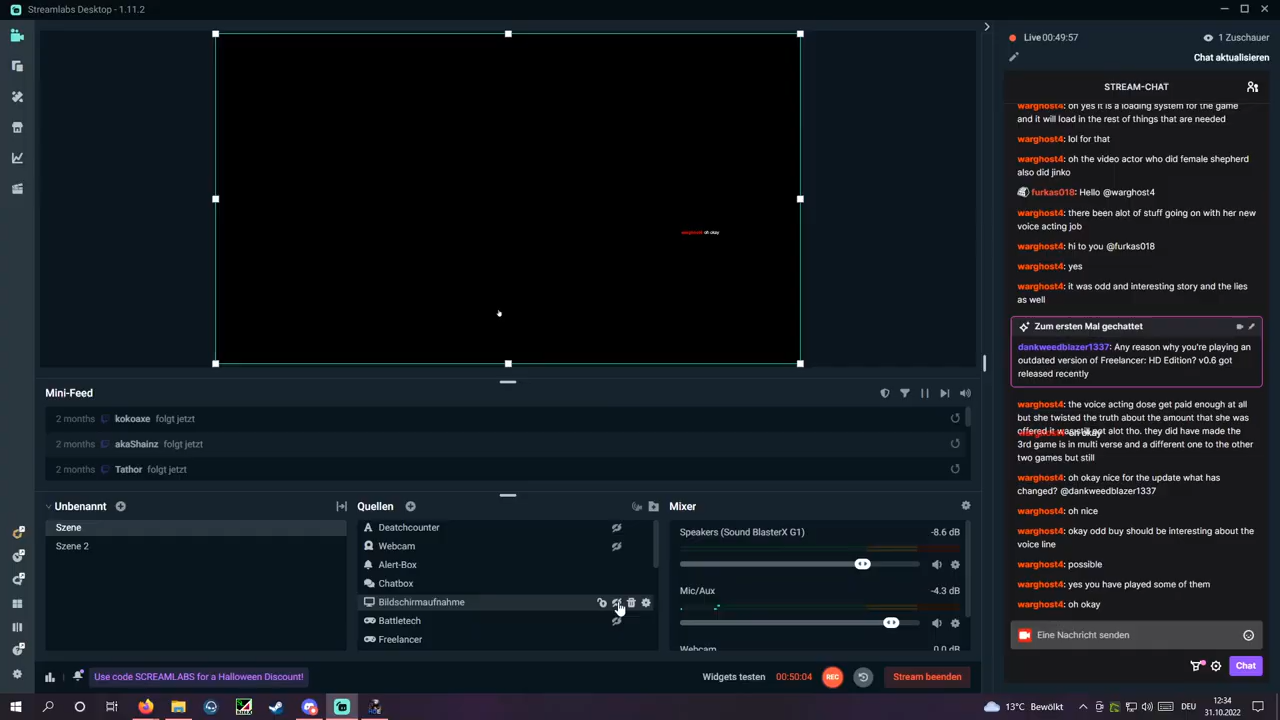 Streamlabs Desktop - 1.11.2
Live 00:49:57
1 Zuschauer
Chat aktualisieren
STREAM-CHAT
warghost4: oh yes it is a loading system for the game
and it will load in the rest of things that are needed
warghost4: lol for that
warghost4: oh the video actor who did female shepherd
also did jinko
furkas018: Hello @warghost4
warghost4: there been alot of stuff going on with her new
voice acting job
warghost4: hi to you @furkas018
warghost4: yes
warghost4: it was odd and interesting story and the lies
as well
Zum ersten Mal gechattet
dankweedblazer1337: Any reason why you're playing an
outdated version of Freelancer: HD Edition? v0.6 got
released recently
warghost4: the voice acting dose get paid enough at all
but she twisted the truth about the amount that she was
offered it was still got alot tho. they did have made the
3rd game is in multi verse and a different one to the other
two games but still
warghost4: oh okay nice for the update what has
changed? @dankweedblazer1337
warghost4: oh nice
warghost4: okay odd buy should be interesting about the
voice line
warghost4: possible
warghost4: yes you have played some of them
warghost4: oh okay
Eine Nachricht senden
Chat
warghost4: oh okay
Mini-Feed
2 months kokoaxe folgt jetzt
2 months akaShainz folgt jetzt
2 months Tathor folgt jetzt
Unbenannt
Szene
Szene 2
Quellen
Deatchcounter
Webcam
Alert-Box
Chatbox
Bildschirmaufnahme
Battletech
Freelancer
Mixer
Speakers (Sound BlasterX G1) -8.6 dB
Mic/Aux -4.3 dB
Webcam 0.0 dB
Use code SCREAMLABS for a Halloween Discount!
Widgets testen
REC
00:50:04
Stream beenden
13°C Bewölkt
DEU
12:34
31.10.2022